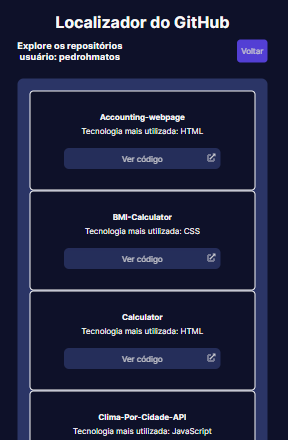 Localizador do GitHub
Explore os repositórios
usuário: pedrohmatos
Voltar
Accounting-webpage
Tecnologia mais utilizada: HTML
Ver código
BMI-Calculator
Tecnologia mais utilizada: CSS
Ver código
Calculator
Tecnologia mais utilizada: HTML
Ver código
Clima-Por-Cidade-API
Tecnologia mais utilizada: JavaScript